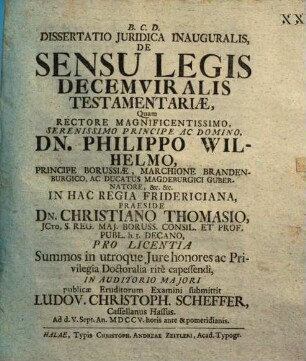 XX
B. C. D.
DISSERTATIO JURIDICA INAUGURALIS,
DE
SENSU LEGIS
DECEMVIRALIS
TESTAMENTARIÆ,
Quam
RECTORE MAGNIFICENTISSIMO,
SERENISSIMO PRINCIPE AC DOMINO,
DN. PHILIPPO WIL-
HELMO,
PRINCIPE BORUSSIÆ, MARCHIONE BRANDEN-
BURGICO, AC DUCATUS MAGDEBURGICI GUBER-
NATORE, &c. &c.
IN HAC REGIA FRIDERICIANA,
PRAESIDE
DN. CHRISTIANO THOMASIO,
JCto, S. REG. MAJ. BORUSS. CONSIL. ET PROF.
PUBL. h. t. DECANO,
PRO LICENTIA
Summos in utroque Jure honores ac Pri-
vilegia Doctoralia ritè capessendi,
IN AUDITORIO MAJORI
publicæ Eruditorum Examini submittit
LUDOV. CHRISTOPH. SCHEFFER,
Cassellanus Hassus.
Ad d. V. Sept. An. MDCCV. horis ante & pomeridianis.
HALAE, Typis CHRISTOPH. ANDREAE ZEITLERI, Acad. Typogr.